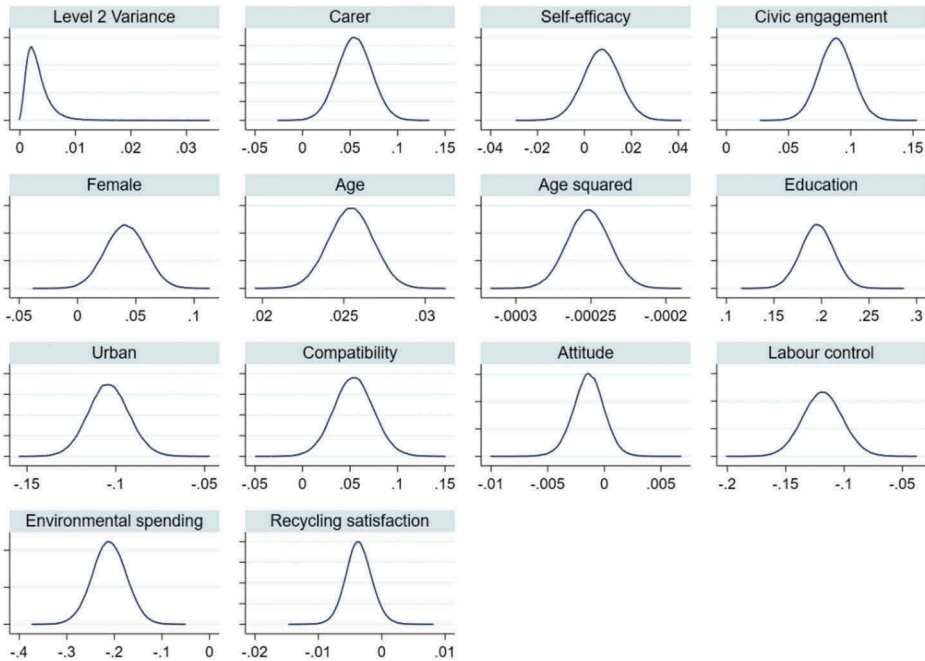 Level 2 Variance
Carer
Self-efficacy
Civic engagement
0 .01 .02 .03
-.05 0 .05 .1 .15
-.04 -.02 0 .02 .04
0 .05 .1 .15
Female
Age
Age squared
Education
-.05 0 .05 .1
.02 .025 .03
-.0003 -.00025 -.0002
.1 .15 .2 .25 .3
Urban
Compatibility
Attitude
Labour control
-.15 -.1 -.05
-.05 0 .05 .1 .15
-.01 -.005 0 .005
-.2 -.15 -.1 -.05
Environmental spending
Recycling satisfaction
-.4 -.3 -.2 -.1 0
-.02 -.01 0 .01